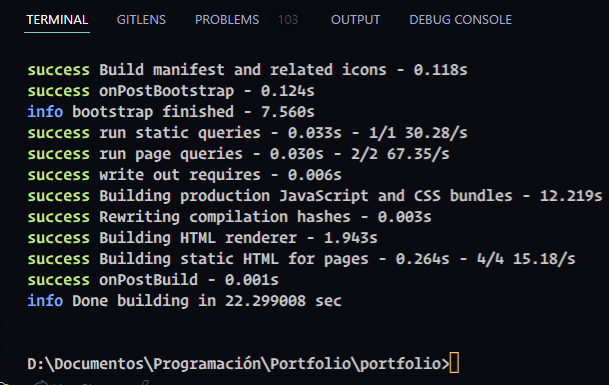 TERMINAL GITLENS PROBLEMS 103 OUTPUT DEBUG CONSOLE
success Build manifest and related icons - 0.118s
success onPostBootstrap - 0.124s
info bootstrap finished - 7.560s
success run static queries - 0.033s - 1/1 30.28/s
success run page queries - 0.030s - 2/2 67.35/s
success write out requires - 0.006s
success Building production JavaScript and CSS bundles - 12.219s
success Rewriting compilation hashes - 0.003s
success Building HTML renderer - 1.943s
success Building static HTML for pages - 0.264s - 4/4 15.18/s
success onPostBuild - 0.001s
info Done building in 22.299008 sec
D:\Documentos\Programación\Portfolio\portfolio>